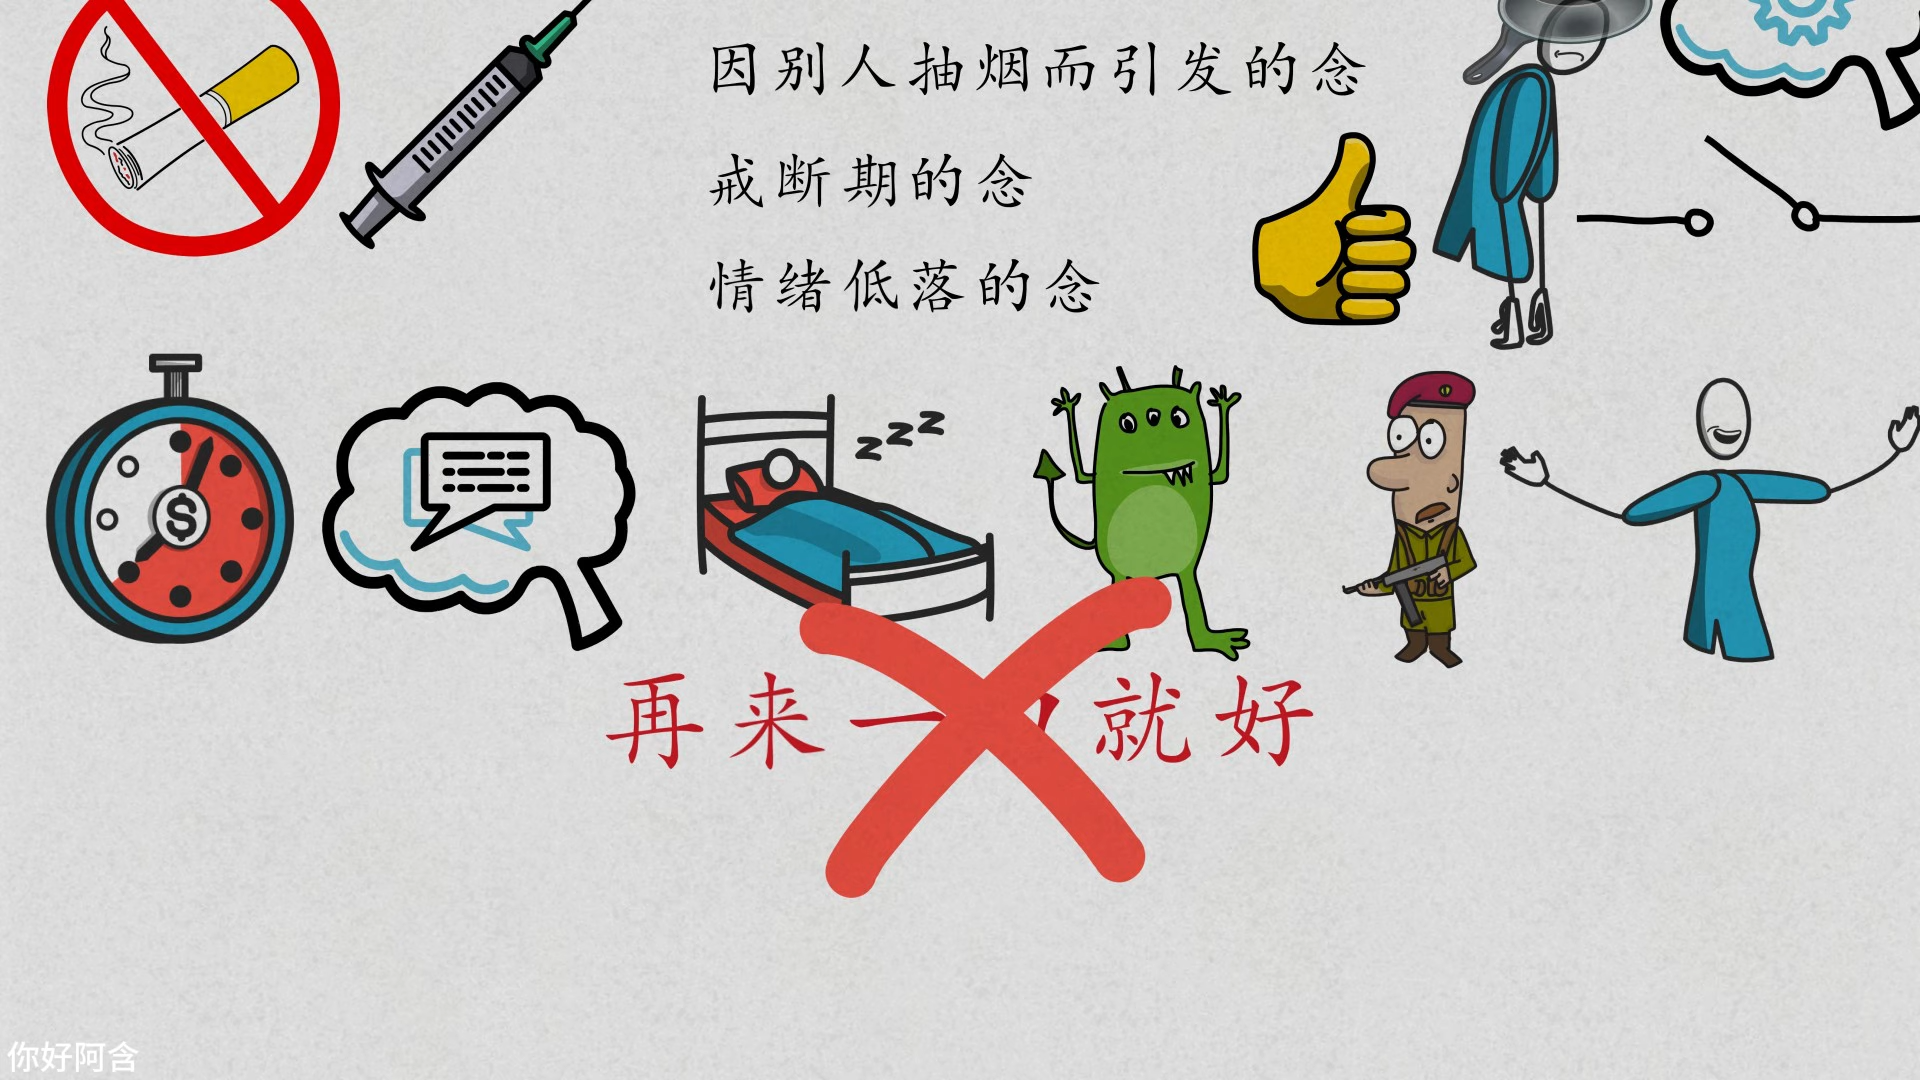 因别人抽烟而引发的念
戒断期的念
情绪低落的念
zzz
$
再来一 就好
你好阿含